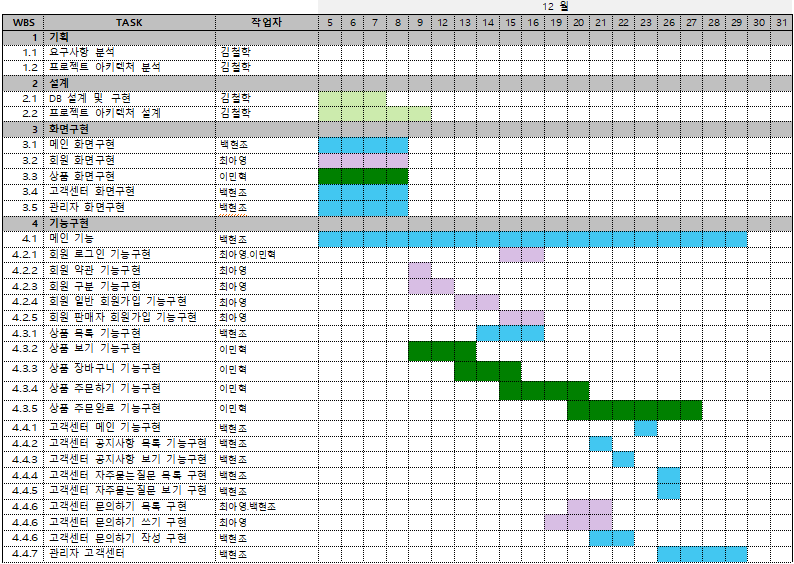 12 월
WBS TASK 작업자 5 6 7 8 9 12 13 14 15 16 19 20 21 22 23 26 27 28 29 30 31
1 기획
1.1 요구사항 분석 김철학
1.2 프로젝트 아키텍처 분석 김철학
2 설계
2.1 DB 설계 및 구현 김철학
2.2 프로젝트 아키텍처 설계 김철학
3 화면구현
3.1 메인 화면구현 백현조
3.2 회원 화면구현 최아영
3.3 상품 화면구현 이민혁
3.4 고객센터 화면구현 백현조
3.5 관리자 화면구현 백현조
4 기능구현
4.1 메인 기능 백현조
4.2.1 회원 로그인 기능구현 최아영.이민혁
4.2.2 회원 약관 기능구현 최아영
4.2.3 회원 구분 기능구현 최아영
4.2.4 회원 일반 회원가입 기능구현 최아영
4.2.5 회원 판매자 회원가입 기능구현 최아영
4.3.1 상품 목록 기능구현 백현조
4.3.2 상품 보기 기능구현 이민혁
4.3.3 상품 장바구니 기능구현 이민혁
4.3.4 상품 주문하기 기능구현 이민혁
4.3.5 상품 주문완료 기능구현 이민혁
4.4.1 고객센터 메인 기능구현 백현조
4.4.2 고객센터 공지사항 목록 기능구현 백현조
4.4.3 고객센터 공지사항 보기 기능구현 백현조
4.4.4 고객센터 자주묻는질문 목록 구현 백현조
4.4.5 고객센터 자주묻는질문 보기 구현 백현조
4.4.6 고객센터 문의하기 목록 구현 최아영.백현조
4.4.6 고객센터 문의하기 쓰기 구현 최아영
4.4.6 고객센터 문의하기 작성 구현 백현조
4.4.7 관리자 고객센터 백현조